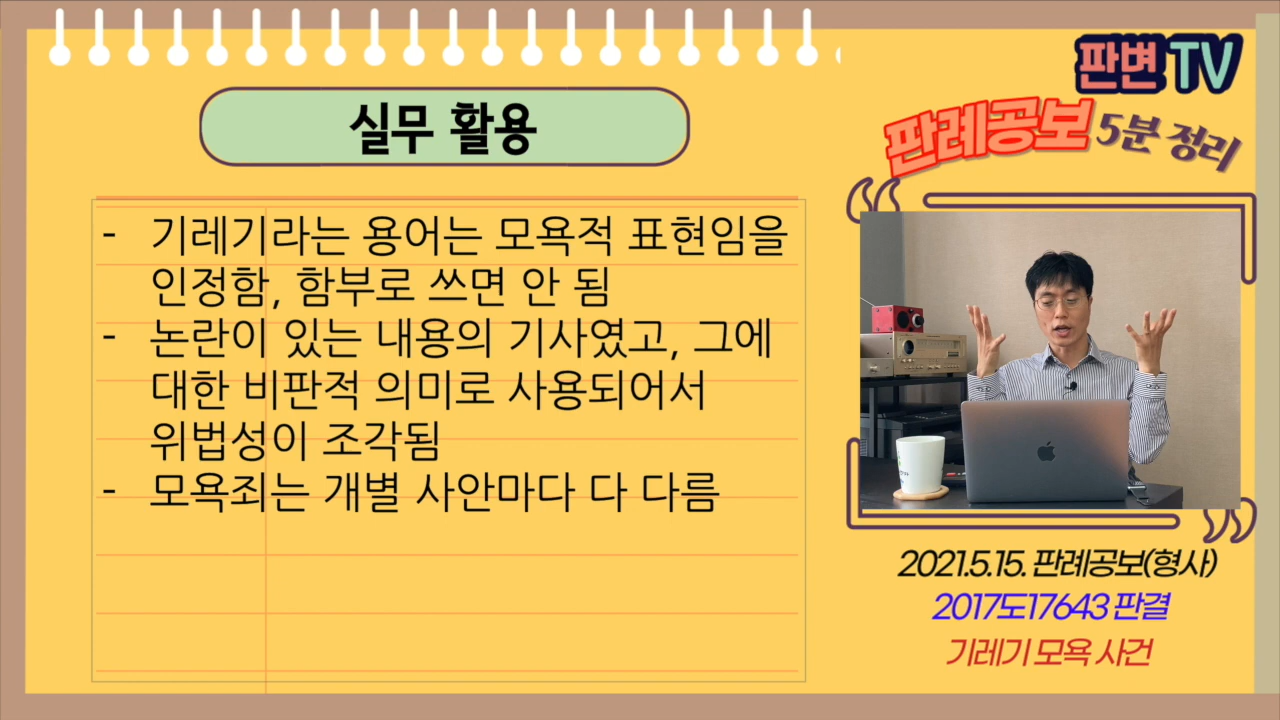 실무 활용
- 기레기라는 용어는 모욕적 표현임을
인정함, 함부로 쓰면 안 됨
- 논란이 있는 내용의 기사였고, 그에
대한 비판적 의미로 사용되어서
위법성이 조각됨
- 모욕죄는 개별 사안마다 다 다름
판변 TV
판례공보 5분 정리
2021.5.15. 판례공보(형사)
2017도17643 판결
기레기 모욕 사건